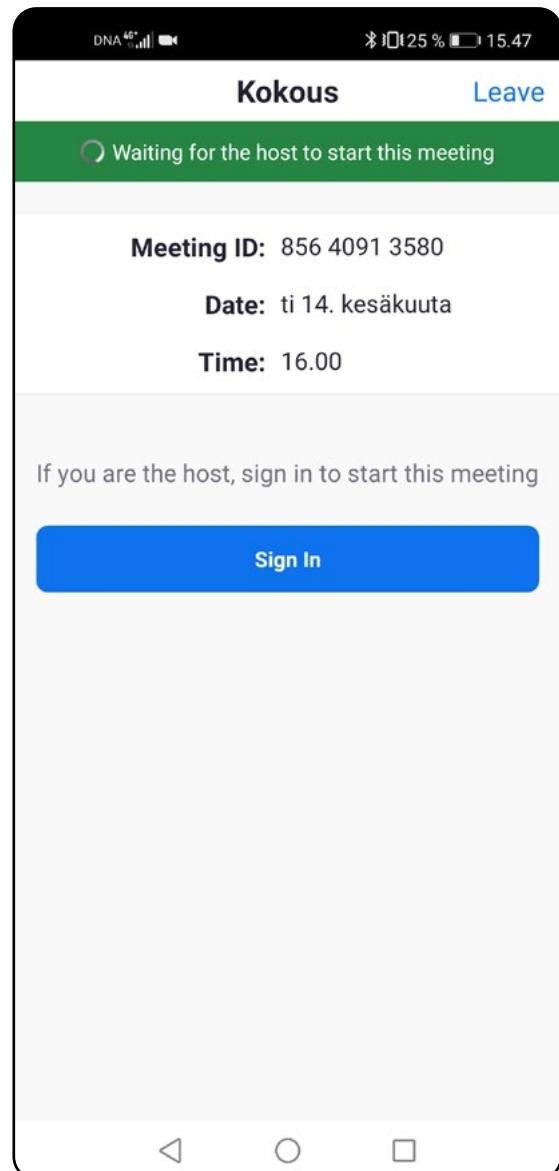 DNA 4G+ 25 % 15.47
Kokous Leave
Waiting for the host to start this meeting
Meeting ID: 856 4091 3580
Date: ti 14. kesäkuuta
Time: 16.00
If you are the host, sign in to start this meeting
Sign In